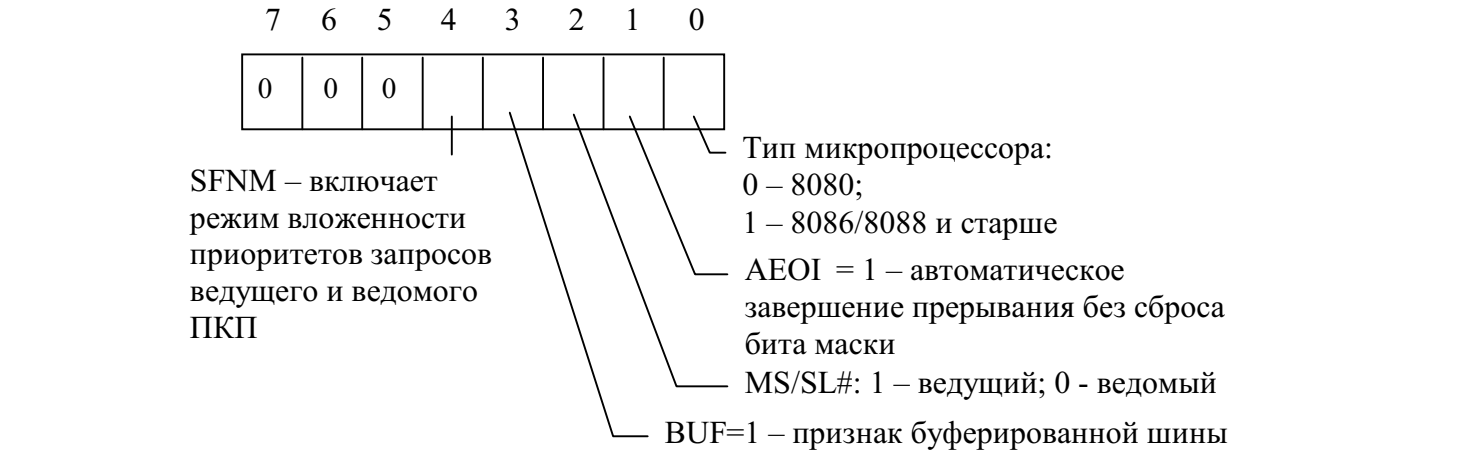 7 6 5 4 3 2 1 0
0 0 0
Тип микропроцессора:
0 – 8080;
1 – 8086/8088 и старше
SFNM – включает
режим вложенности
приоритетов запросов
ведущего и ведомого
ПКП
AEOI = 1 – автоматическое
завершение прерывания без сброса
бита маски
MS/SL#: 1 – ведущий; 0 - ведомый
BUF=1 – признак буферированной шины